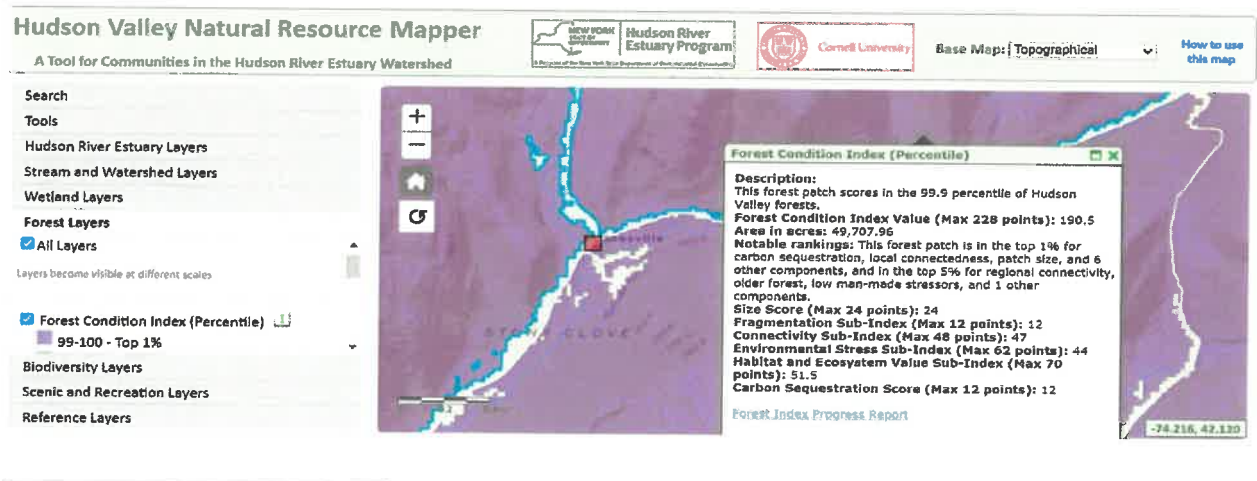 Hudson Valley Natural Resource Mapper
A Tool for Communities in the Hudson River Estuary Watershed
NEW YORK
STATE OF
OPPORTUNITY
Hudson River
Estuary Program
Cornell University
Base Map: Topographical
How to use
this map
Search
Tools
Hudson River Estuary Layers
Stream and Watershed Layers
Wetland Layers
Forest Layers
All Layers
Layers become visible at different scales
Forest Condition Index (Percentile)
99-100 - Top 1%
Biodiversity Layers
Scenic and Recreation Layers
Reference Layers
+
−
STONY CLOVE
Forest Condition Index (Percentile)
Description:
This forest patch scores in the 99.9 percentile of Hudson
Valley forests.
Forest Condition Index Value (Max 228 points): 190.5
Area in acres: 49,707.96
Notable rankings: This forest patch is in the top 1% for
carbon sequestration, local connectedness, patch size, and 6
other components, and in the top 5% for regional connectivity,
older forest, low man-made stressors, and 1 other
components.
Size Score (Max 24 points): 24
Fragmentation Sub-Index (Max 12 points): 12
Connectivity Sub-Index (Max 48 points): 47
Environmental Stress Sub-Index (Max 62 points): 44
Habitat and Ecosystem Value Sub-Index (Max 70
points): 51.5
Carbon Sequestration Score (Max 12 points): 12
Forest Index Progress Report
-74.216, 42.120